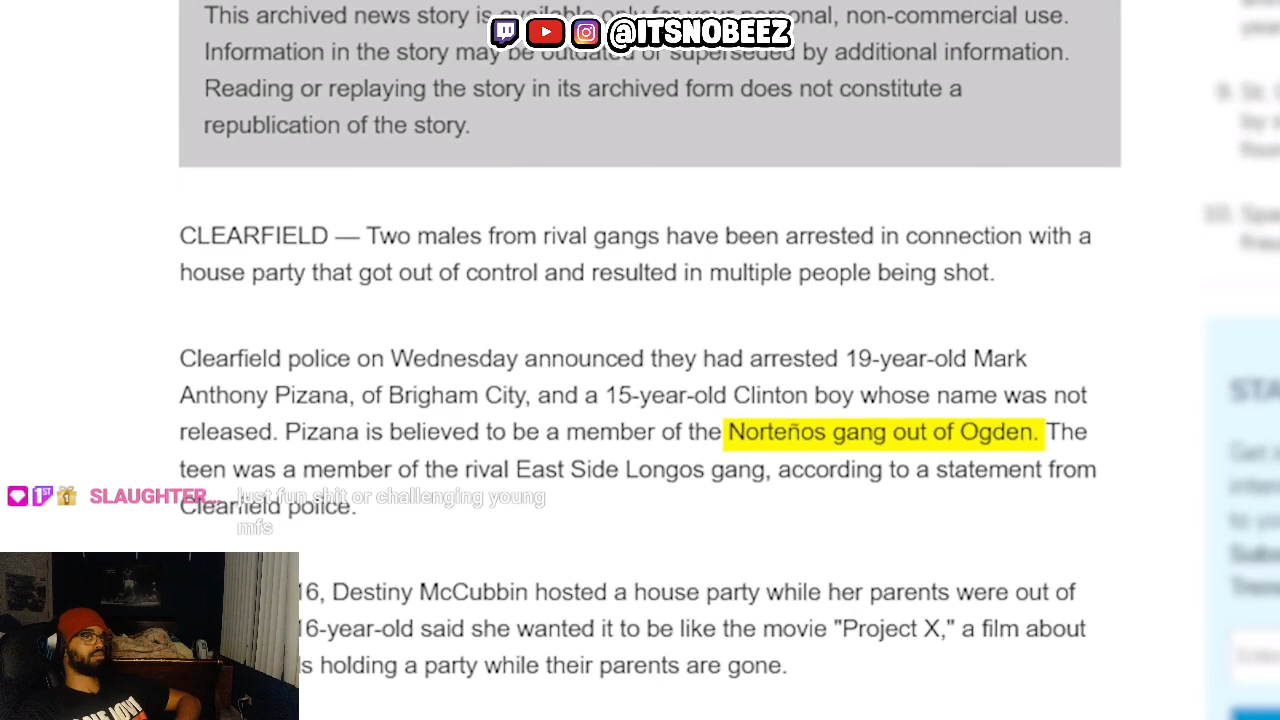 This archived news story is available only for your personal, non-commercial use.
@ITSNOBEEZ
Information in the story may be outdated or superseded by additional information.
Reading or replaying the story in its archived form does not constitute a
republication of the story.
CLEARFIELD — Two males from rival gangs have been arrested in connection with a
house party that got out of control and resulted in multiple people being shot.
Clearfield police on Wednesday announced they had arrested 19-year-old Mark
Anthony Pizana, of Brigham City, and a 15-year-old Clinton boy whose name was not
released. Pizana is believed to be a member of the Norteños gang out of Ogden. The
teen was a member of the rival East Side Longos gang, according to a statement from
Clearfield police.
1ST 1 SLAUGHTER... just fun shit or challenging young
mfs
16, Destiny McCubbin hosted a house party while her parents were out of
16-year-old said she wanted it to be like the movie "Project X," a film about
s holding a party while their parents are gone.
9.
10.